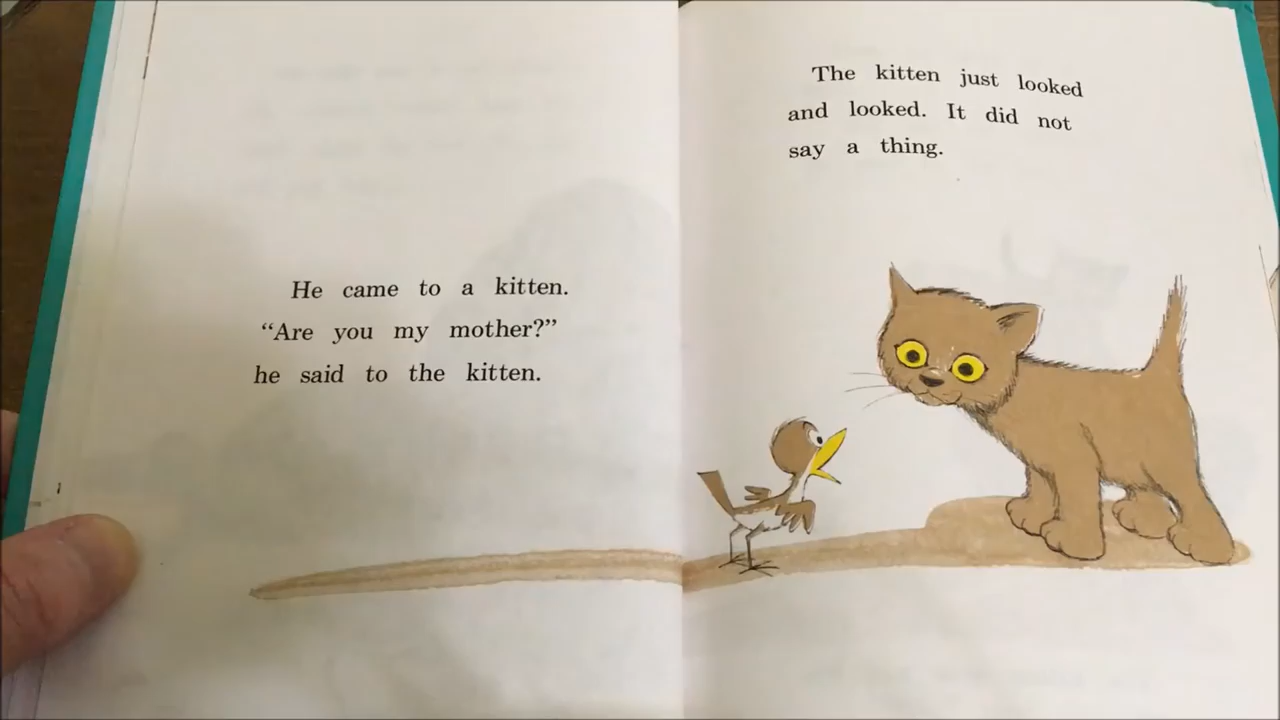 He came to a kitten.
“Are you my mother?”
he said to the kitten.
The kitten just looked
and looked. It did not
say a thing.